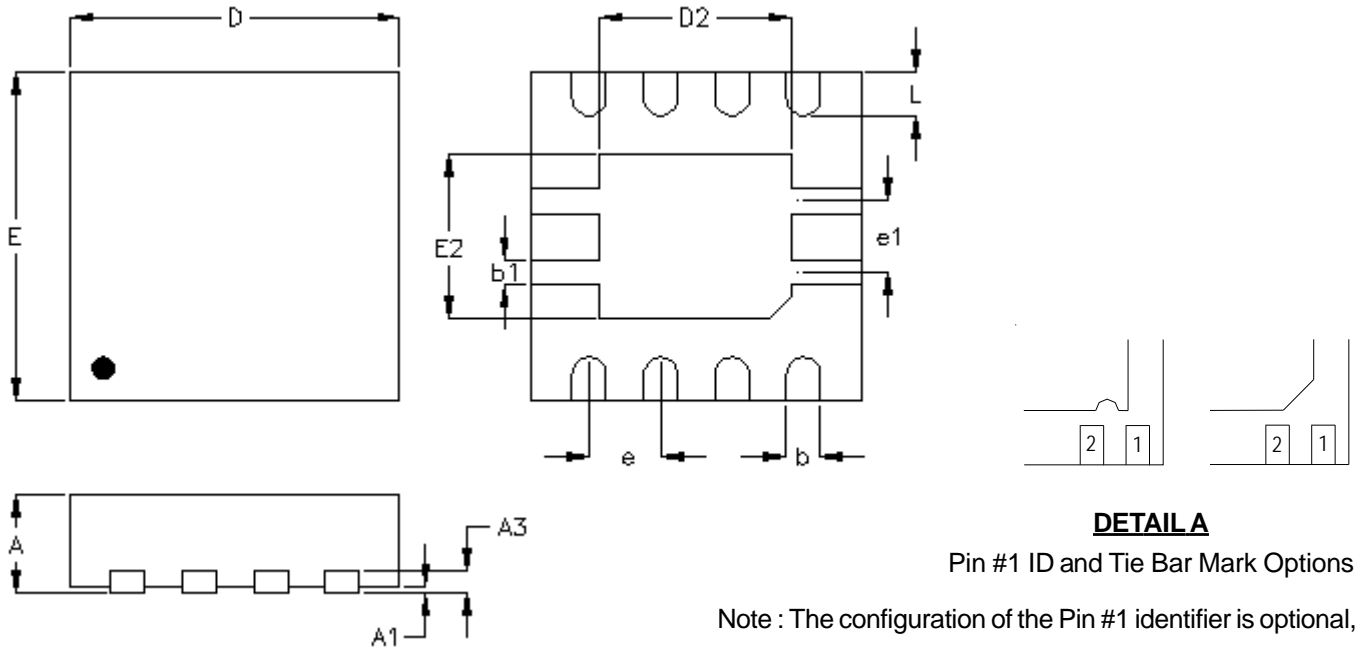 D
D2
L
E
E2
b1
e1
e
b
2
1
2
1
A
A3
A1
DETAIL A
Pin #1 ID and Tie Bar Mark Options
Note : The configuration of the Pin #1 identifier is optional,